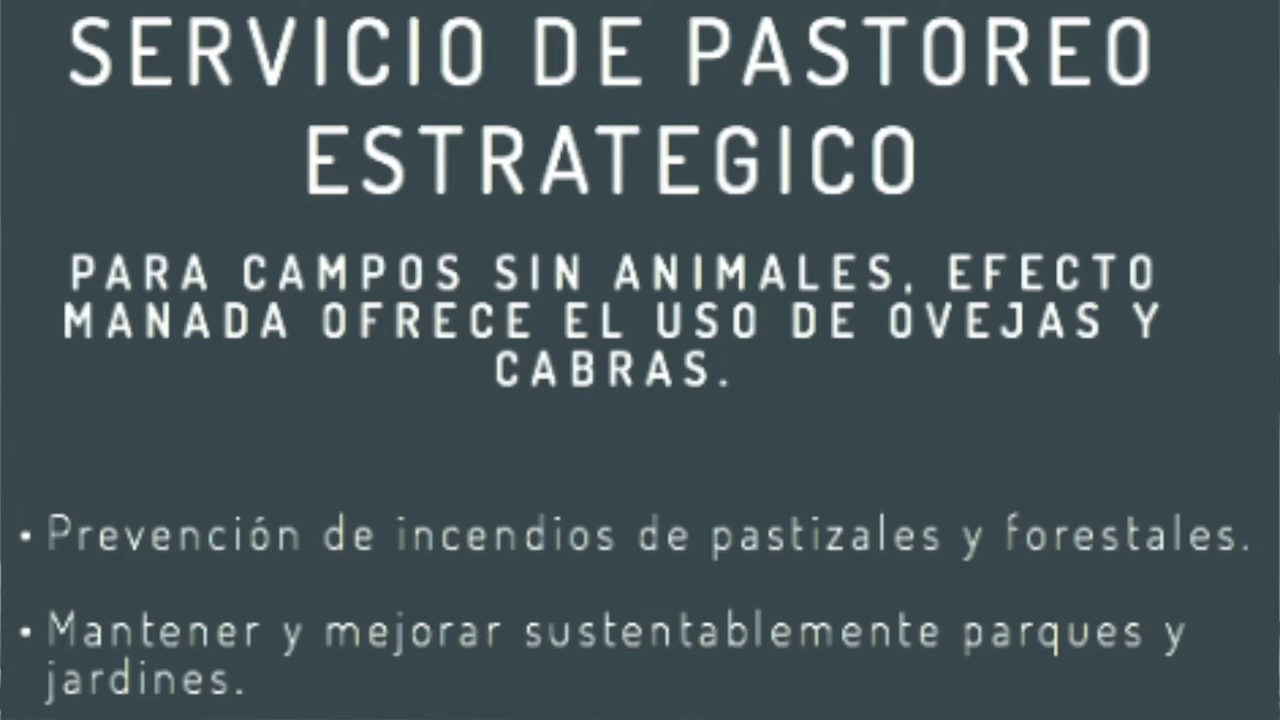 SERVICIO DE PASTOREO
ESTRATEGICO
PARA CAMPOS SIN ANIMALES, EFECTO
MANADA OFRECE EL USO DE OVEJAS Y
CABRAS.
• Prevención de incendios de pastizales y forestales.
• Mantener y mejorar sustentablemente parques y
jardines.